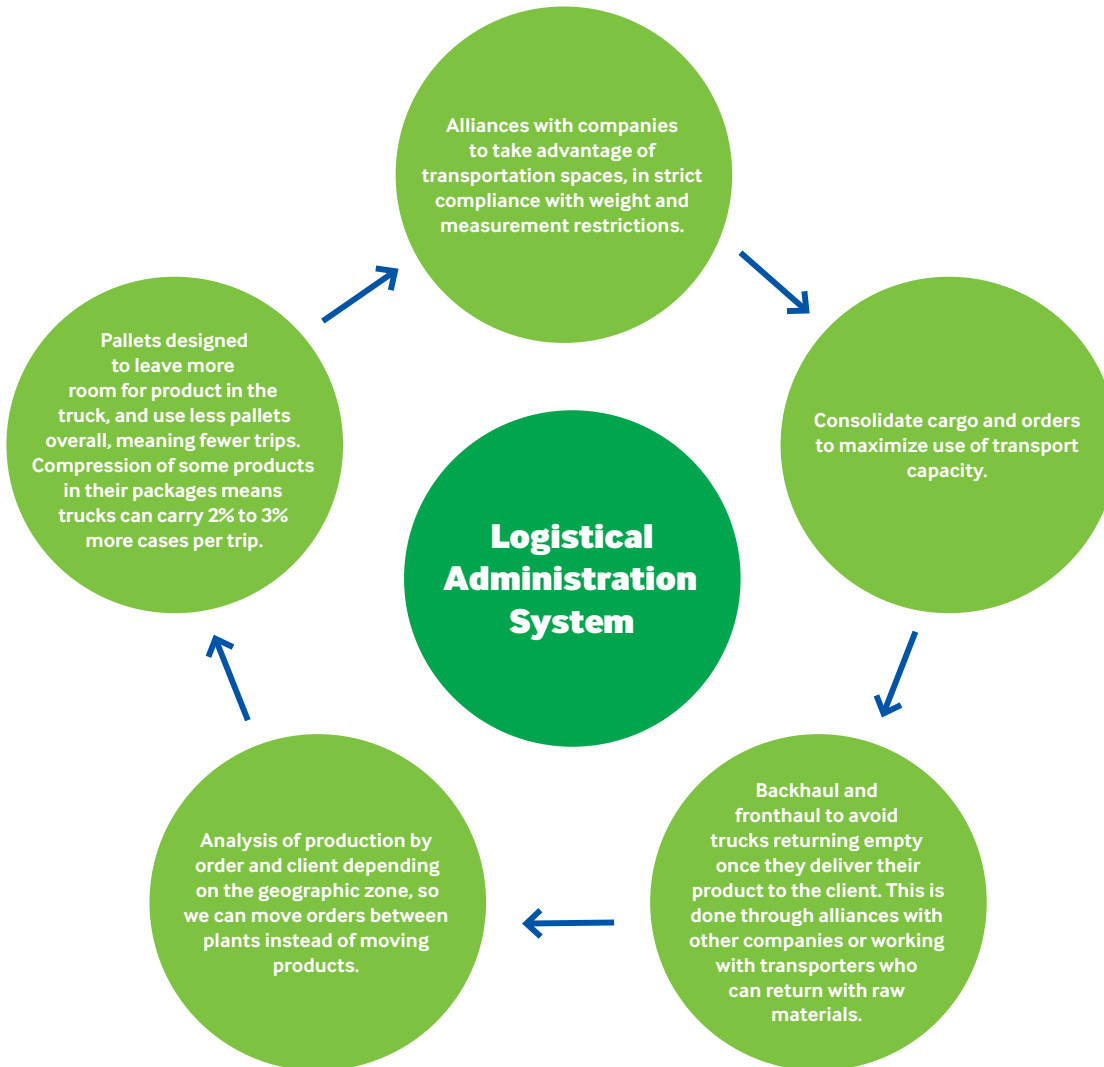 Alliances with companies
to take advantage of
transportation spaces, in strict
compliance with weight and
measurement restrictions.
Consolidate cargo and orders
to maximize use of transport
capacity.
Backhaul and
fronthaul to avoid
trucks returning empty
once they deliver their
product to the client. This is
done through alliances with
other companies or working
with transporters who
can return with raw
materials.
Analysis of production by
order and client depending
on the geographic zone, so
we can move orders between
plants instead of moving
products.
Pallets designed
to leave more
room for product in the
truck, and use less pallets
overall, meaning fewer trips.
Compression of some products
in their packages means
trucks can carry 2% to 3%
more cases per trip.
Logistical
Administration
System